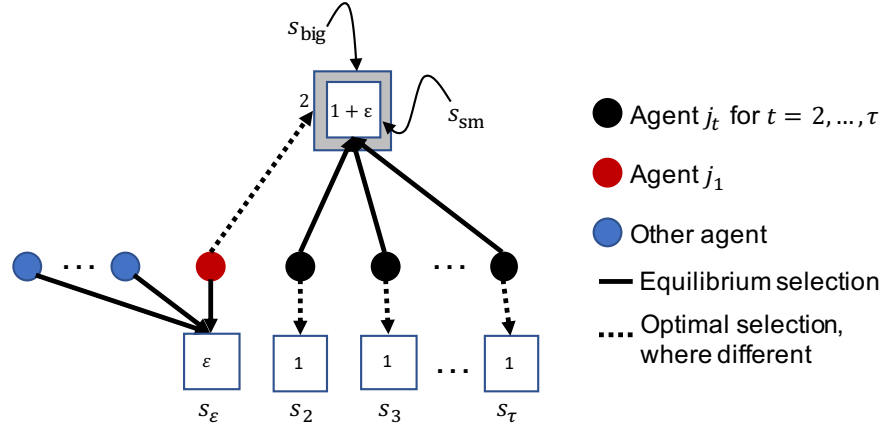 s_big
2
1 + ε
s_sm
Agent j_t for t = 2, … , τ
Agent j_1
Other agent
Equilibrium selection
Optimal selection,
where different
...
...
ε
1
1
...
1
s_ε
s_2
s_3
s_τ